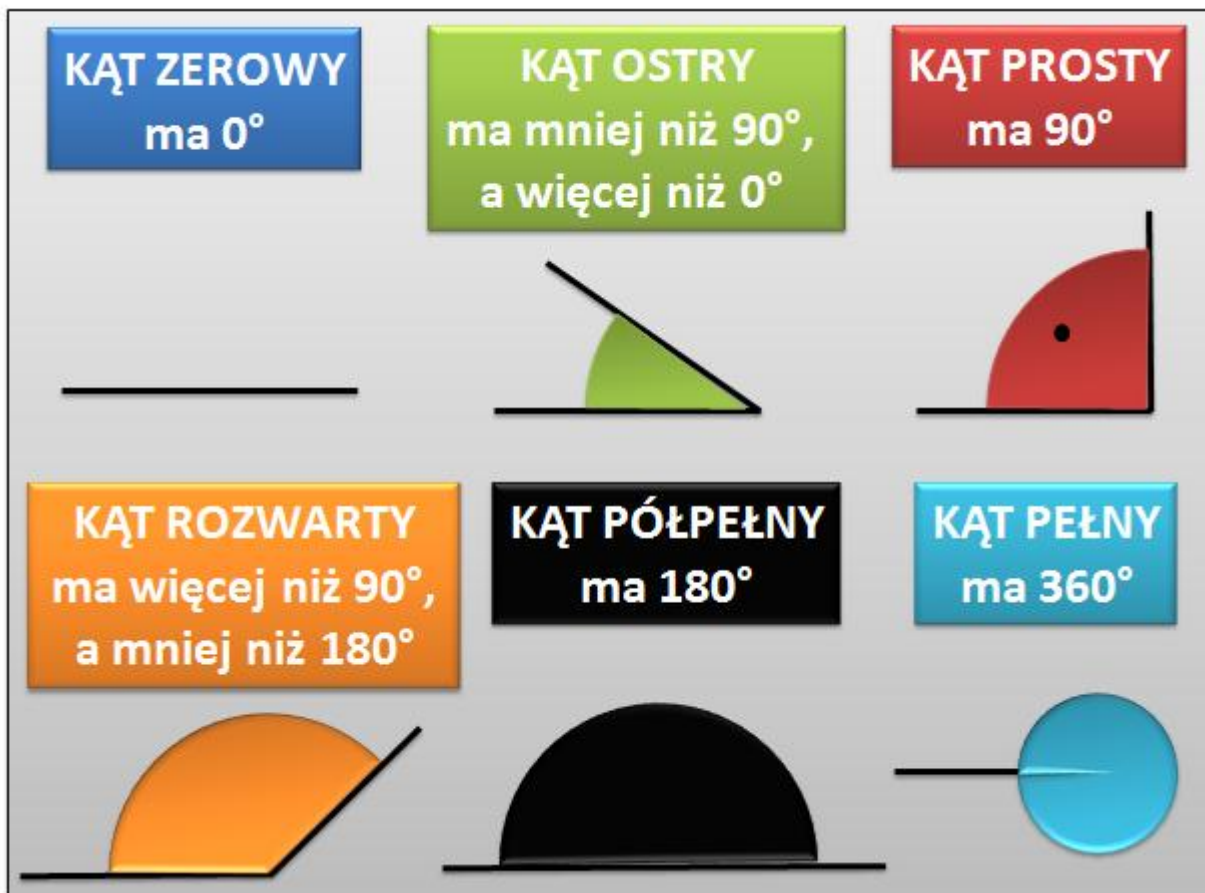 KĄT ZEROWY
ma 0°
KĄT OSTRY
ma mniej niż 90°,
a więcej niż 0°
KĄT PROSTY
ma 90°
KĄT ROZWARTY
ma więcej niż 90°,
a mniej niż 180°
KĄT PÓŁPEŁNY
ma 180°
KĄT PEŁNY
ma 360°